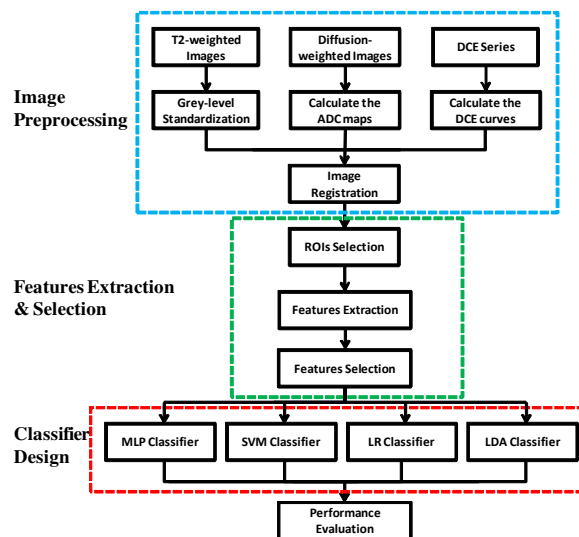 T2-weighted
Images
Diffusion-
weighted Images
DCE Series
Image
Preprocessing
Grey-level
Standardization
Calculate the
ADC maps
Calculate the
DCE curves
Image
Registration
ROIs Selection
Features Extraction
& Selection
Features Extraction
Features Selection
Classifier
Design
MLP Classifier
SVM Classifier
LR Classifier
LDA Classifier
Performance
Evaluation